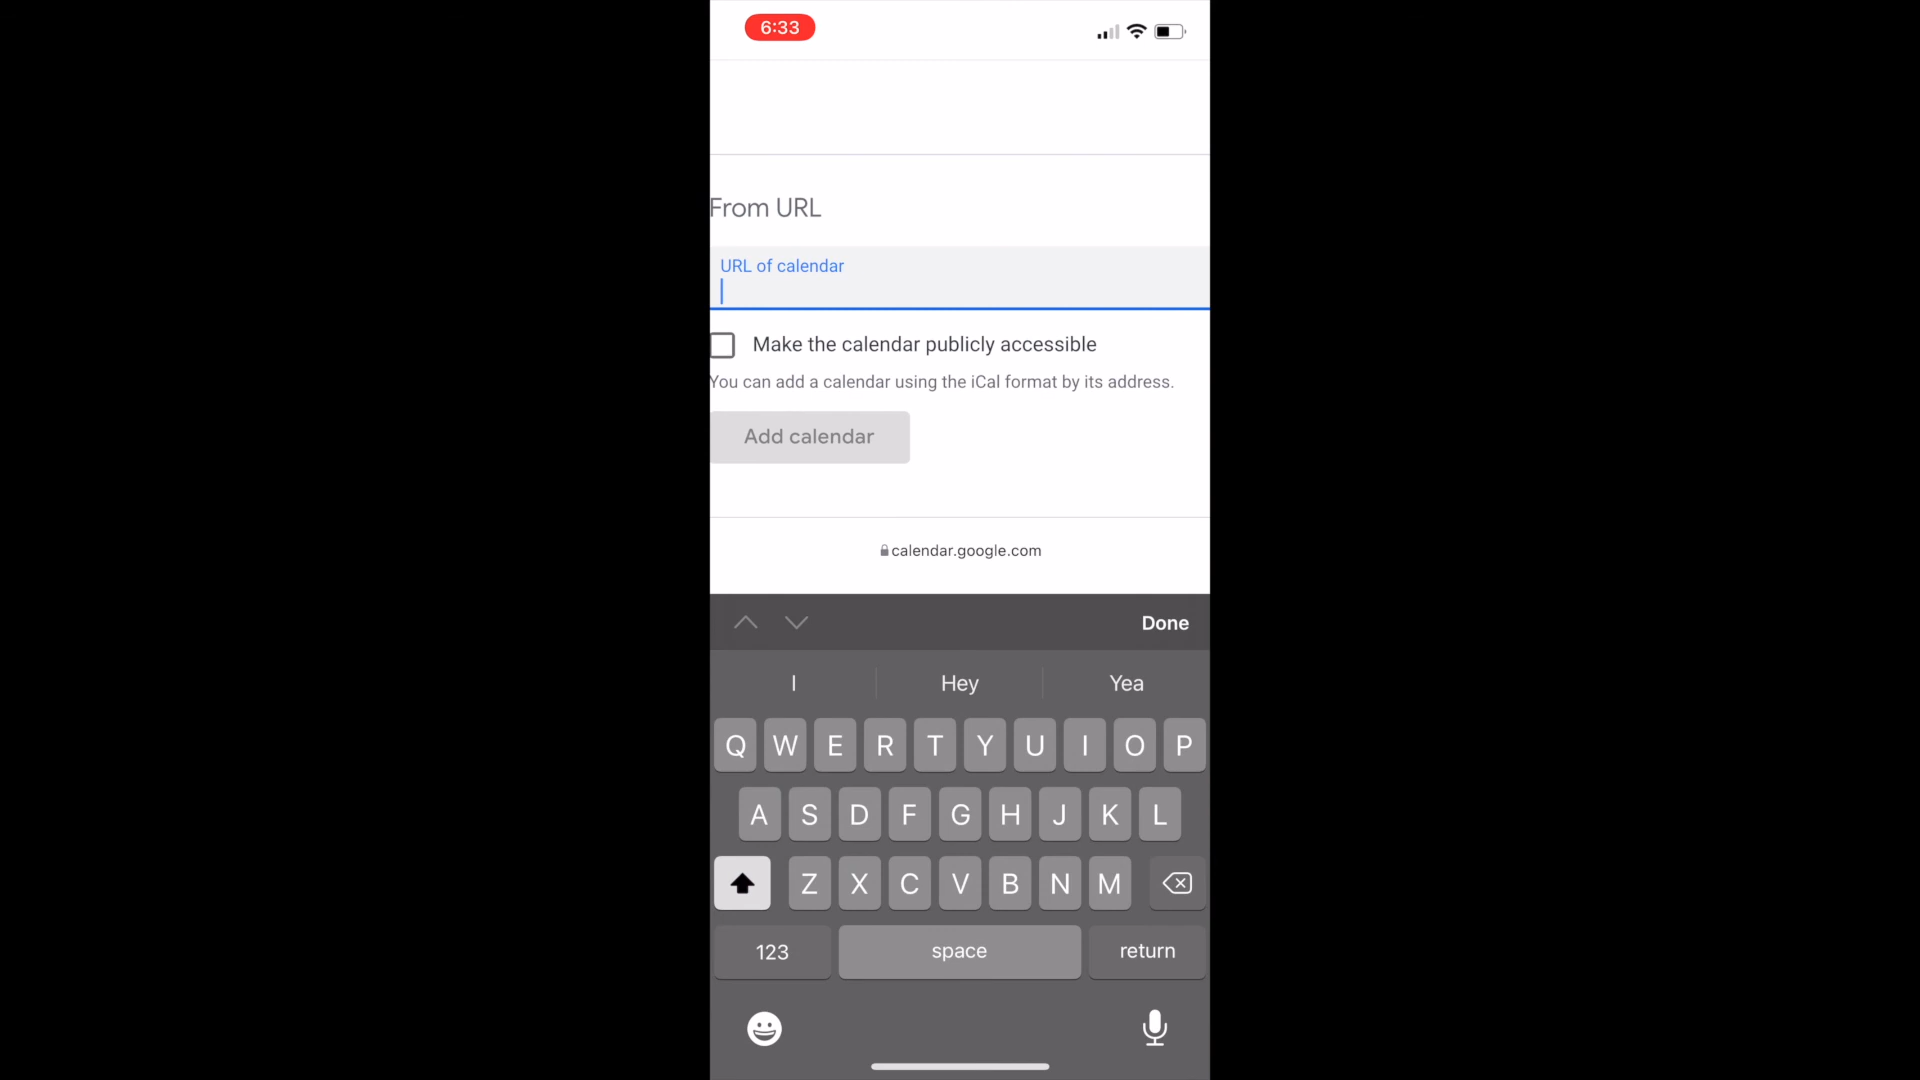 6:33
From URL
URL of calendar
Make the calendar publicly accessible
You can add a calendar using the iCal format by its address.
Add calendar
calendar.google.com
Done
I Hey Yea
Q W E R T Y U I O P
A S D F G H J K L
Z X C V B N M
123 space return